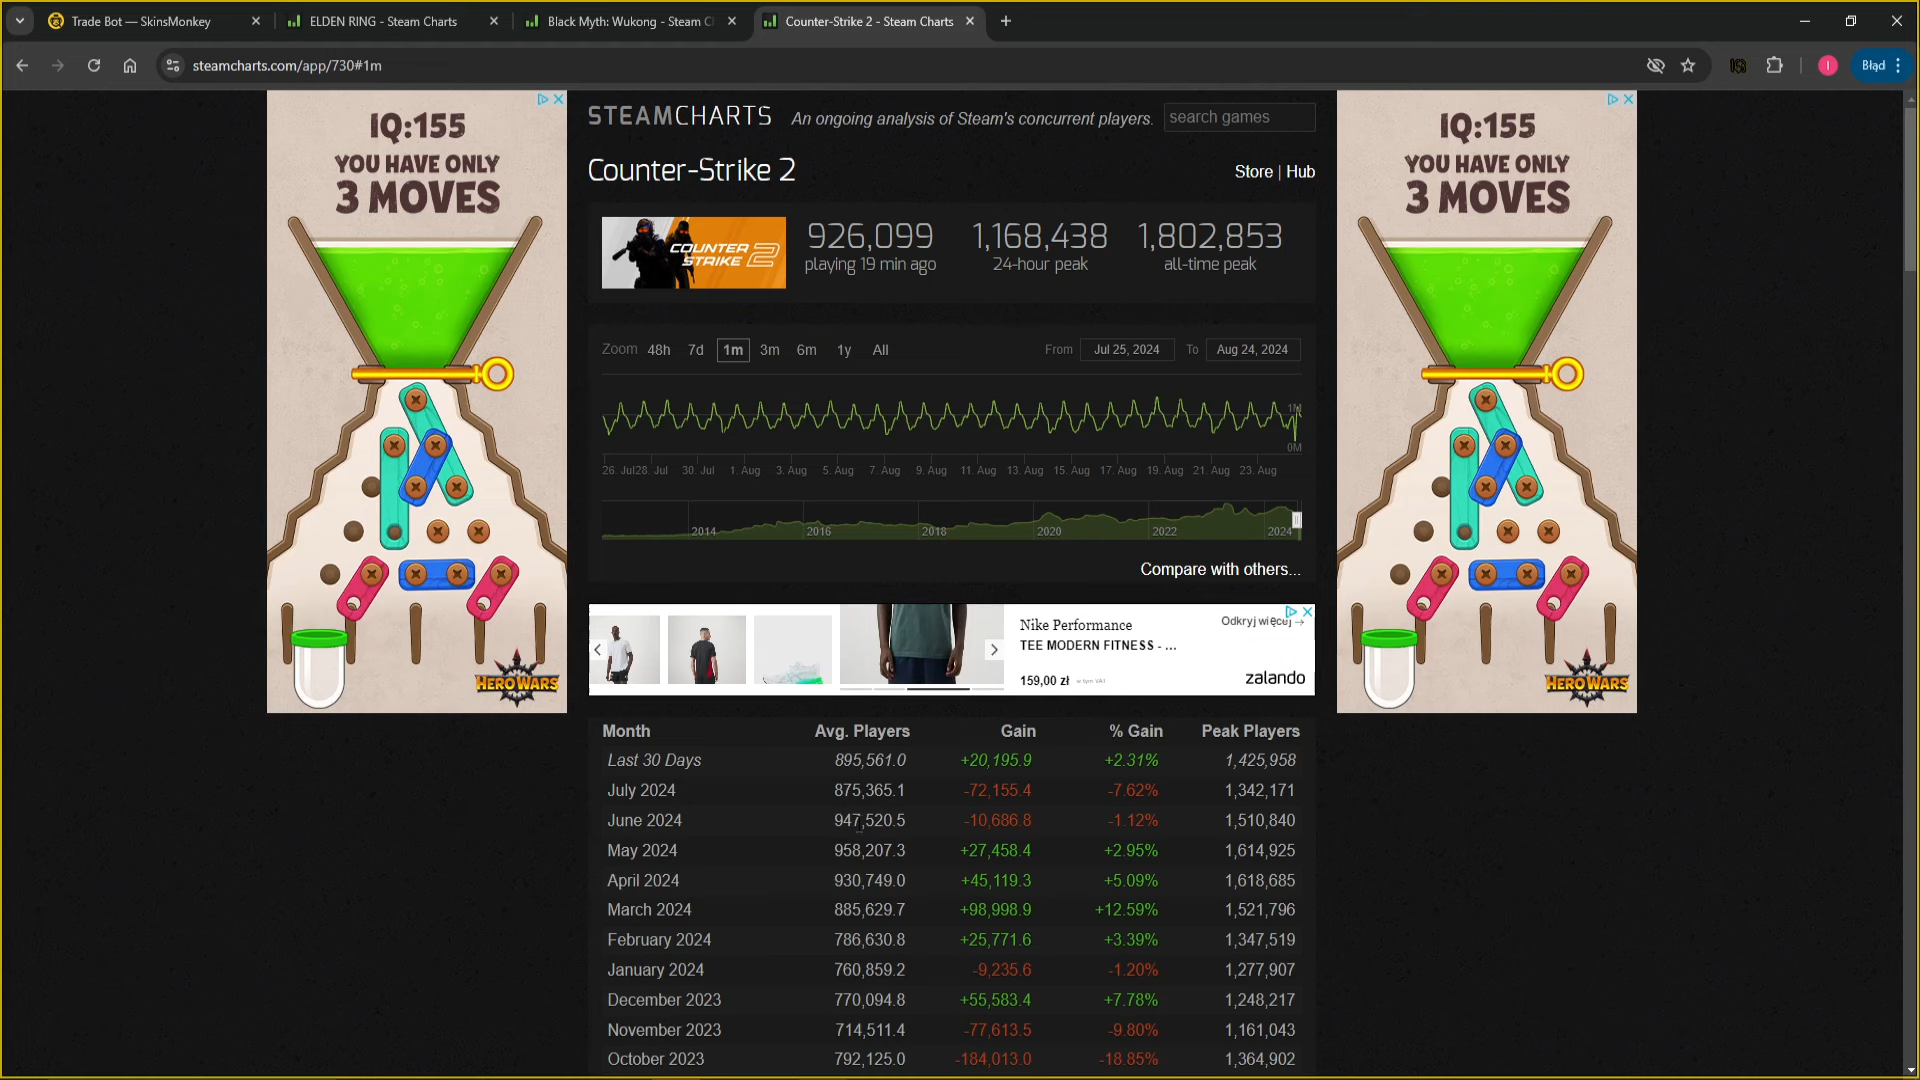 Trade Bot — SkinsMonkey
ELDEN RING - Steam Charts
Black Myth: Wukong - Steam C
Counter-Strike 2 - Steam Charts
steamcharts.com/app/730#1m
Błąd
IQ:155
YOU HAVE ONLY
3 MOVES
HERO WARS
STEAMCHARTS An ongoing analysis of Steam's concurrent players. search games
Counter-Strike 2 Store | Hub
COUNTER STRIKE 2
926,099 1,168,438 1,802,853
playing 19 min ago 24-hour peak all-time peak
Zoom 48h 7d 1m 3m 6m 1y All From Jul 25, 2024 To Aug 24, 2024
1M
0M
26. Jul 28. Jul 30. Jul 1. Aug 3. Aug 5. Aug 7. Aug 9. Aug 11. Aug 13. Aug 15. Aug 17. Aug 19. Aug 21. Aug 23. Aug
2014 2016 2018 2020 2022 2024
Compare with others...
Nike Performance Odkryj więcej →
TEE MODERN FITNESS - ...
159,00 zł w tym VAT zalando
Month Avg. Players Gain % Gain Peak Players
Last 30 Days 895,561.0 +20,195.9 +2.31% 1,425,958
July 2024 875,365.1 -72,155.4 -7.62% 1,342,171
June 2024 947,520.5 -10,686.8 -1.12% 1,510,840
May 2024 958,207.3 +27,458.4 +2.95% 1,614,925
April 2024 930,749.0 +45,119.3 +5.09% 1,618,685
March 2024 885,629.7 +98,998.9 +12.59% 1,521,796
February 2024 786,630.8 +25,771.6 +3.39% 1,347,519
January 2024 760,859.2 -9,235.6 -1.20% 1,277,907
December 2023 770,094.8 +55,583.4 +7.78% 1,248,217
November 2023 714,511.4 -77,613.5 -9.80% 1,161,043
October 2023 792,125.0 -184,013.0 -18.85% 1,364,902
IQ:155
YOU HAVE ONLY
3 MOVES
HERO WARS